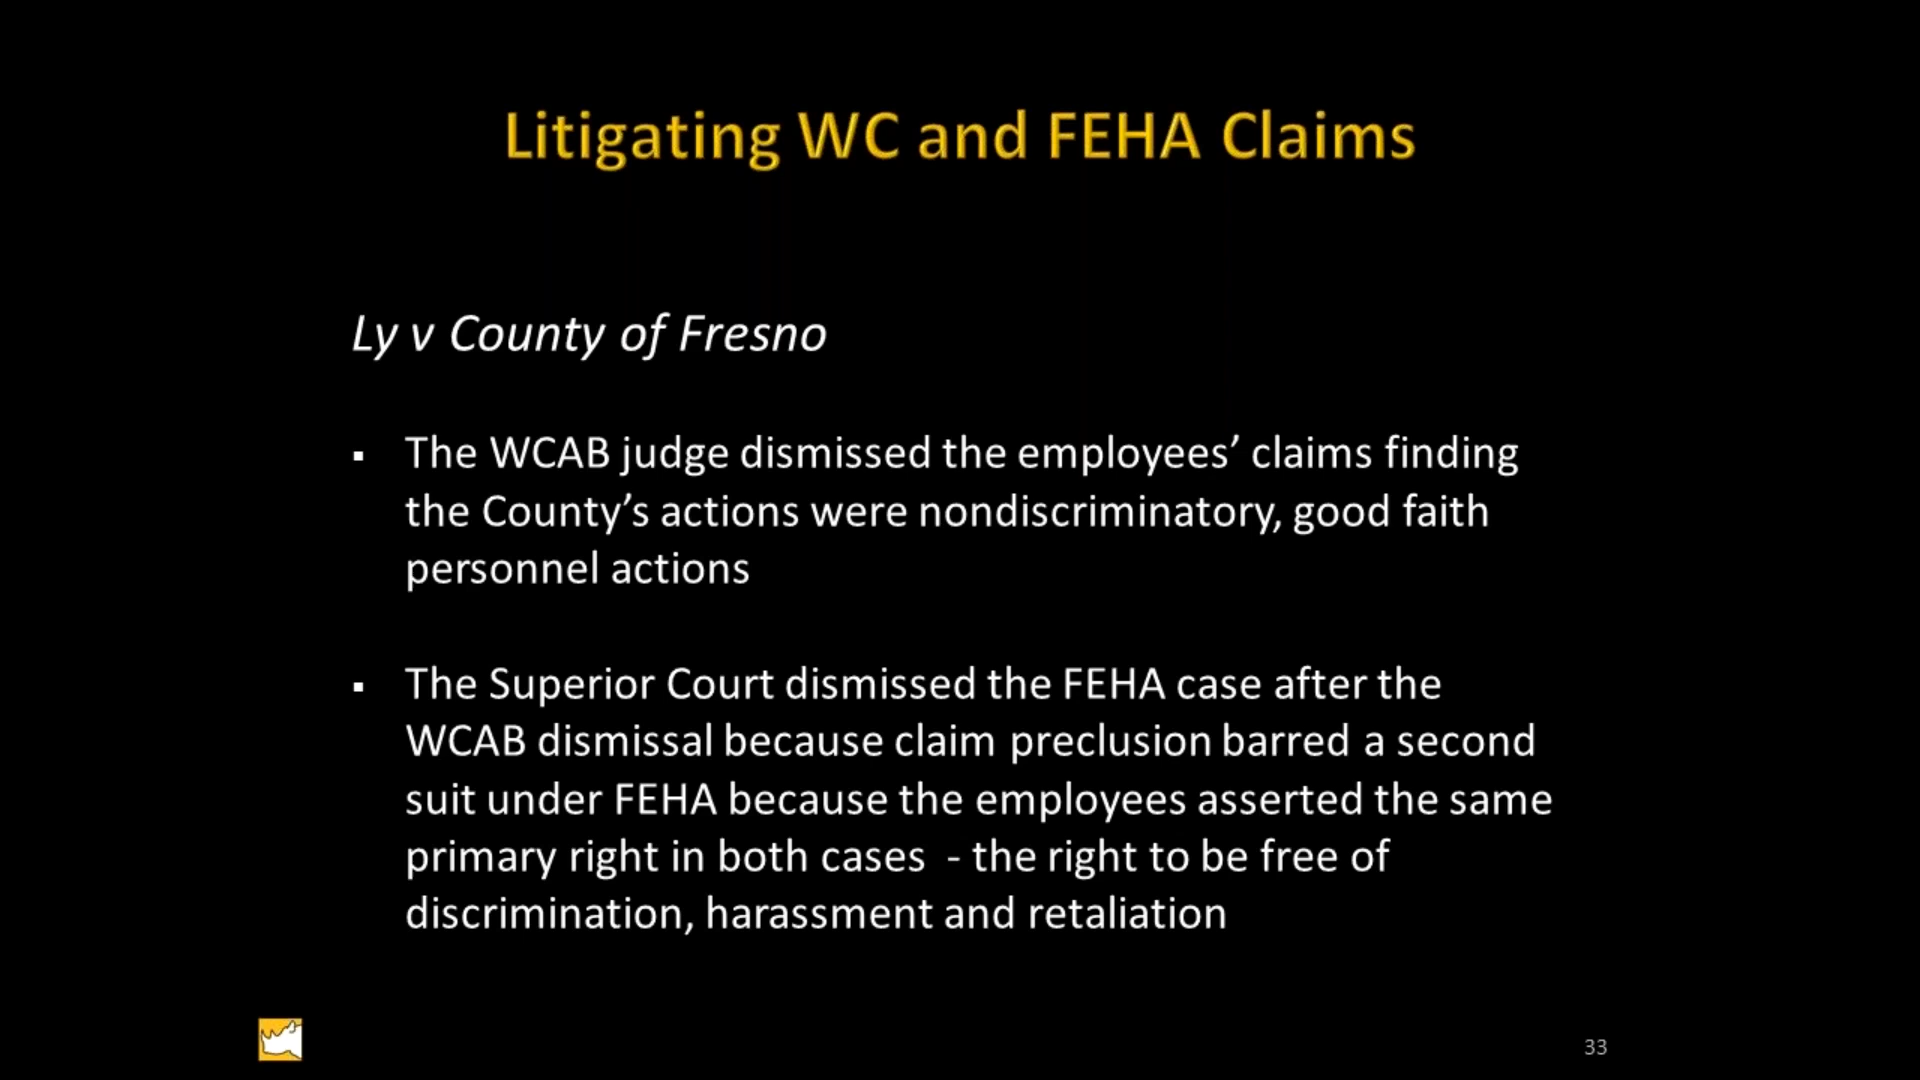 Litigating WC and FEHA Claims
Ly v County of Fresno
▪ The WCAB judge dismissed the employees’ claims finding
the County’s actions were nondiscriminatory, good faith
personnel actions
▪ The Superior Court dismissed the FEHA case after the
WCAB dismissal because claim preclusion barred a second
suit under FEHA because the employees asserted the same
primary right in both cases  - the right to be free of
discrimination, harassment and retaliation
33